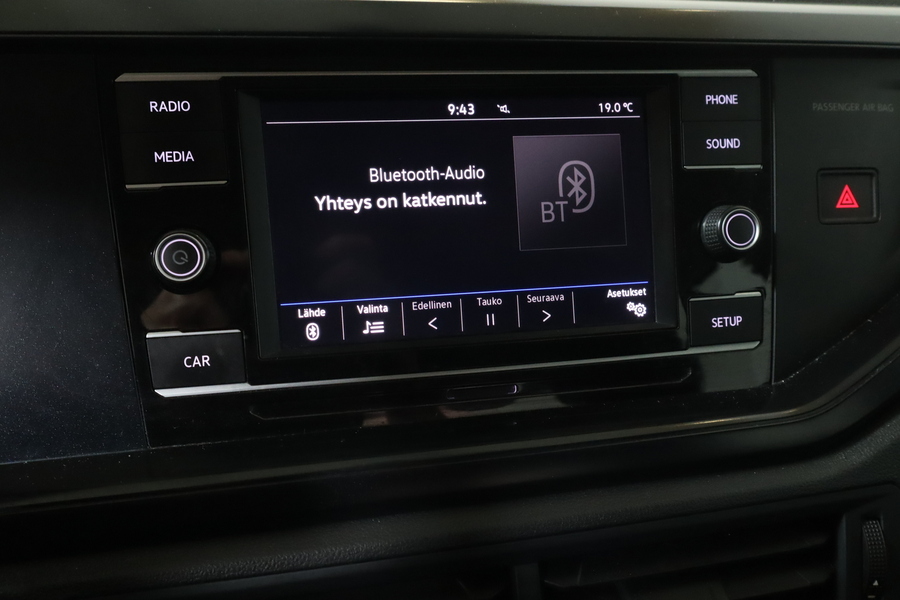 RADIO
MEDIA
9:43
19.0 °C
Bluetooth-Audio
Yhteys on katkennut.
BT
Lähde
Valinta
Edellinen
Tauko
Seuraava
Asetukset
CAR
PHONE
SOUND
SETUP
PASSENGER AIR BAG